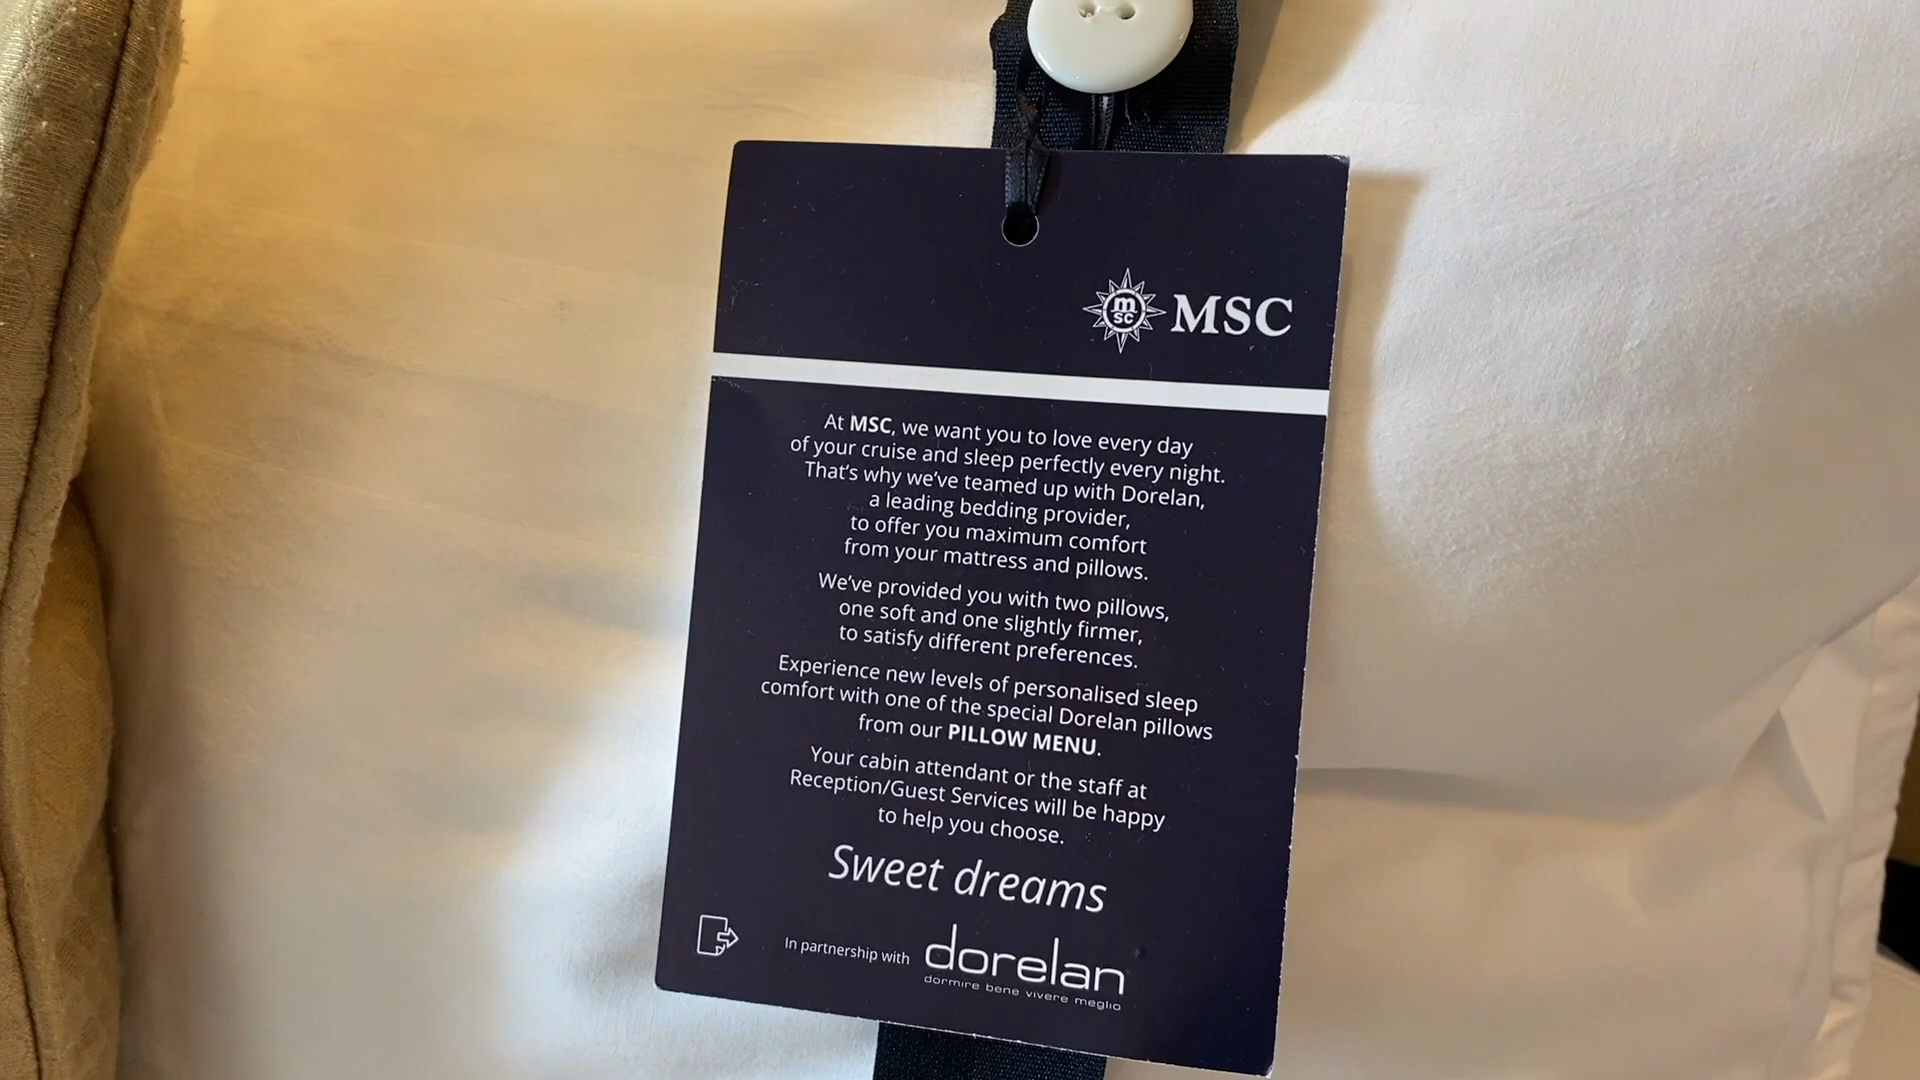 m
sc
MSC
At MSC, we want you to love every day
of your cruise and sleep perfectly every night.
That's why we've teamed up with Dorelan,
a leading bedding provider,
to offer you maximum comfort
from your mattress and pillows.
We've provided you with two pillows,
one soft and one slightly firmer,
to satisfy different preferences.
Experience new levels of personalised sleep
comfort with one of the special Dorelan pillows
from our PILLOW MENU.
Your cabin attendant or the staff at
Reception/Guest Services will be happy
to help you choose.
Sweet dreams
In partnership with dorelan
dormire bene vivere meglio